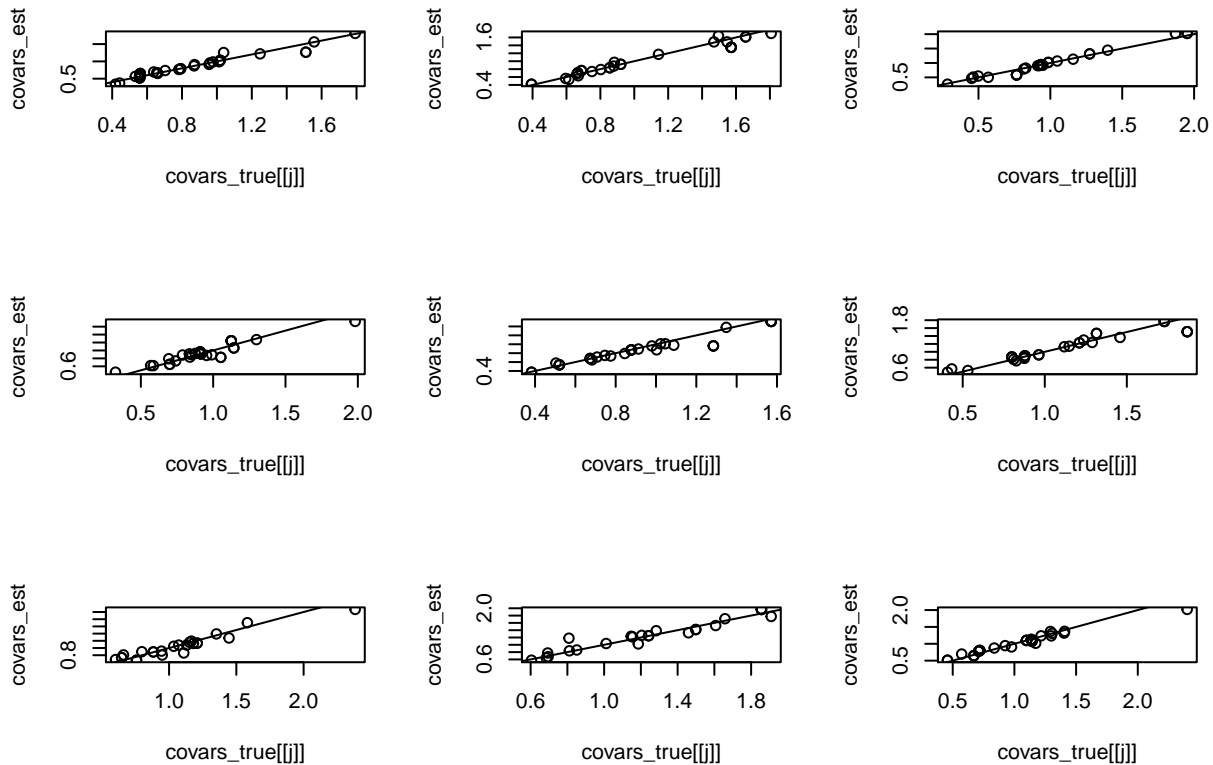 covars_est
0.5
0.4 0.8 1.2 1.6
covars_true[[j]]
covars_est
0.4 1.6
0.4 0.8 1.2 1.6
covars_true[[j]]
covars_est
0.5
0.5 1.0 1.5 2.0
covars_true[[j]]
covars_est
0.6
0.5 1.0 1.5 2.0
covars_true[[j]]
covars_est
0.4
0.4 0.8 1.2 1.6
covars_true[[j]]
covars_est
0.6 1.8
0.5 1.0 1.5
covars_true[[j]]
covars_est
0.8
1.0 1.5 2.0
covars_true[[j]]
covars_est
0.6 2.0
0.6 1.0 1.4 1.8
covars_true[[j]]
covars_est
0.5 2.0
0.5 1.0 1.5 2.0
covars_true[[j]]